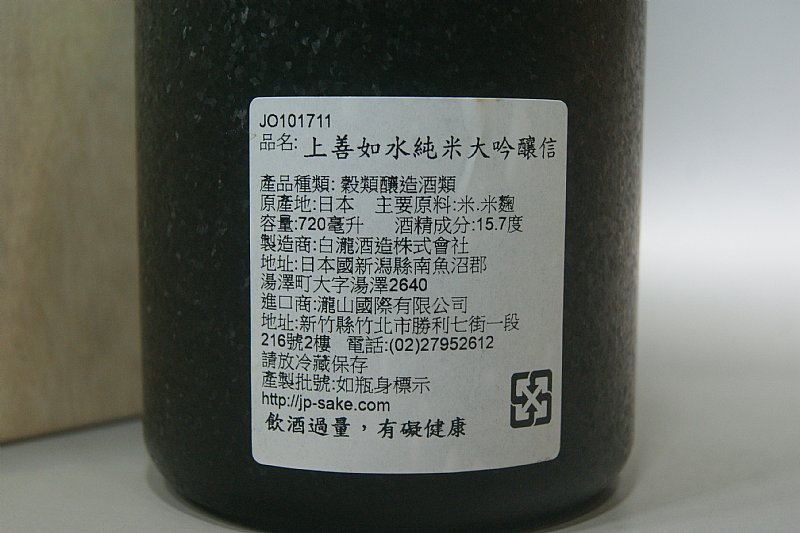 JO101711
品名: 上善如水純米大吟釀信
產品種類: 穀類釀造酒類
原產地:日本 主要原料:米.米麴
容量:720毫升 酒精成分:15.7度
製造商:白瀧酒造株式會社
地址:日本國新潟縣南魚沼郡
湯澤町大字湯澤2640
進口商:瀧山國際有限公司
地址:新竹縣竹北市勝利七街一段
216號2樓 電話:(02)27952612
請放冷藏保存
產製批號:如瓶身標示
http://jp-sake.com
飲酒過量，有礙健康